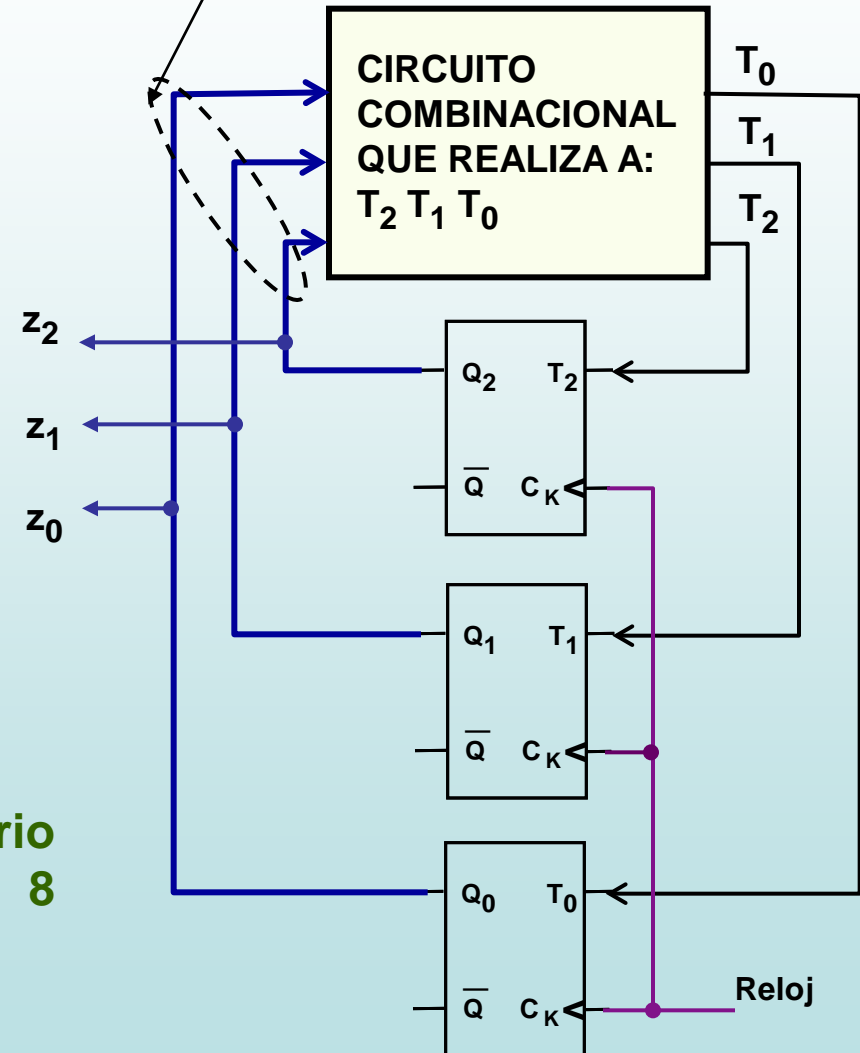 CIRCUITO
COMBINACIONAL
QUE REALIZA A:
T2 T1 T0
T0
T1
T2
z2
z1
z0
Q2 T2
Q̅ CK
Q1 T1
Q̅ CK
8
Q0 T0
Q̅ CK
Reloj